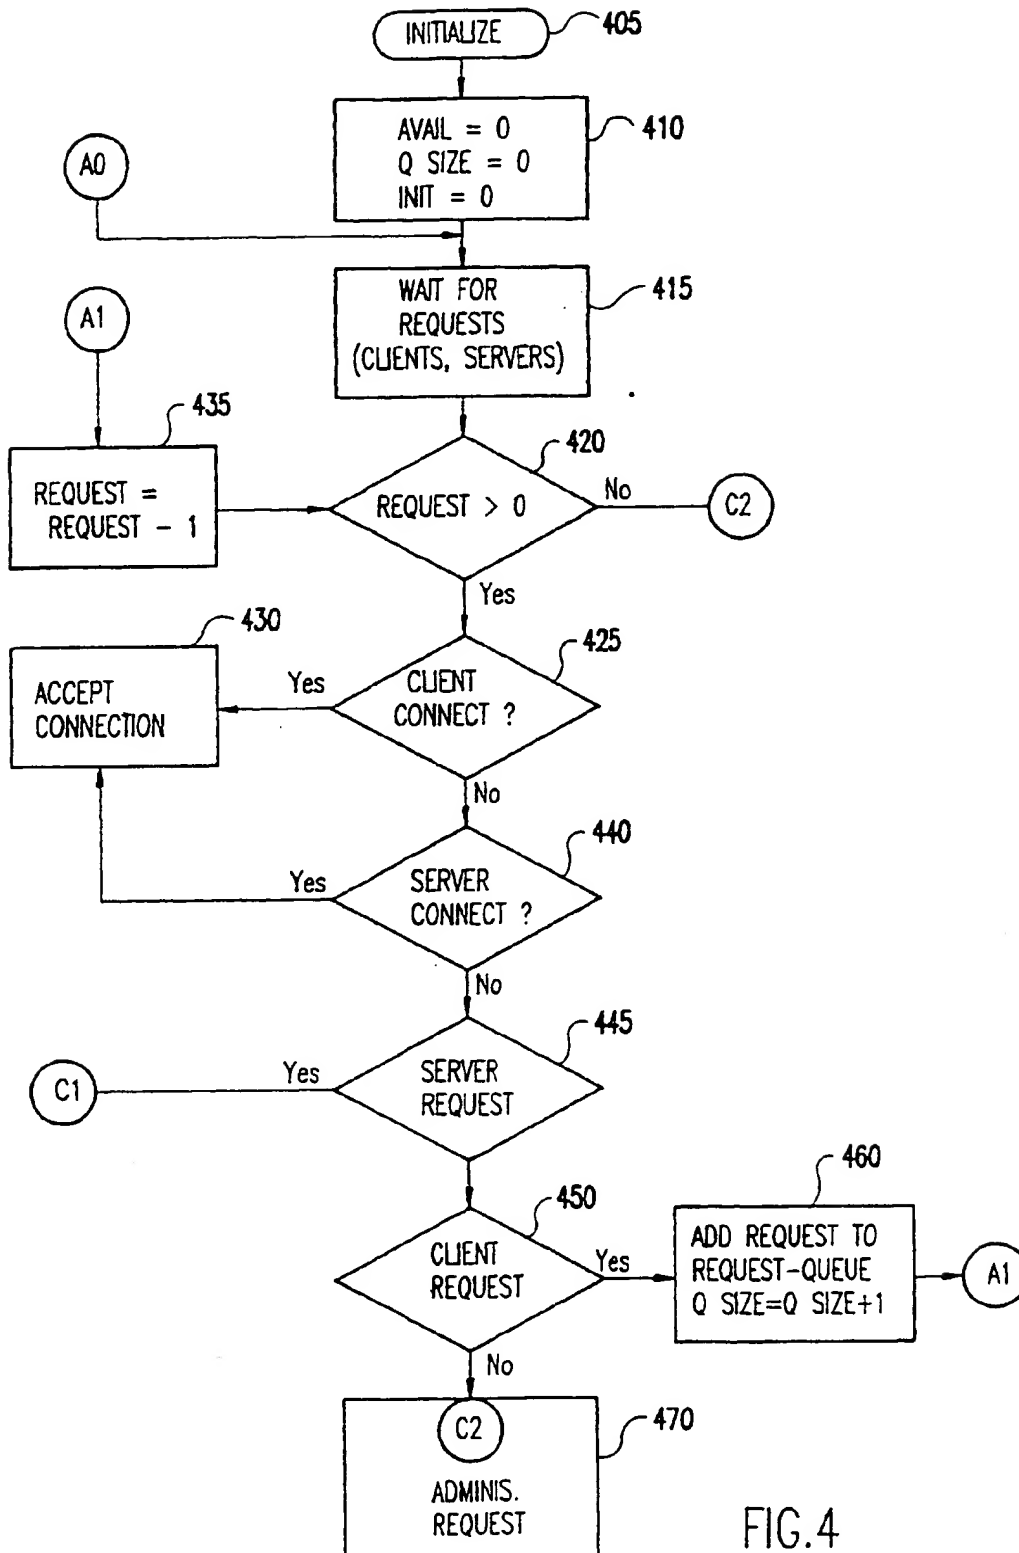 INITIALIZE
405
AVAIL = 0
Q SIZE = 0
INIT = 0
410
A0
WAIT FOR
REQUESTS
(CLIENTS, SERVERS)
415
A1
435
REQUEST =
REQUEST - 1
420
REQUEST > 0
No
C2
Yes
430
ACCEPT
CONNECTION
425
Yes
CLIENT
CONNECT ?
No
440
Yes
SERVER
CONNECT ?
No
445
C1
Yes
SERVER
REQUEST
450
CLIENT
REQUEST
Yes
460
ADD REQUEST TO
REQUEST-QUEUE
Q SIZE=Q SIZE+1
A1
No
C2
470
ADMINIS.
REQUEST
FIG.4